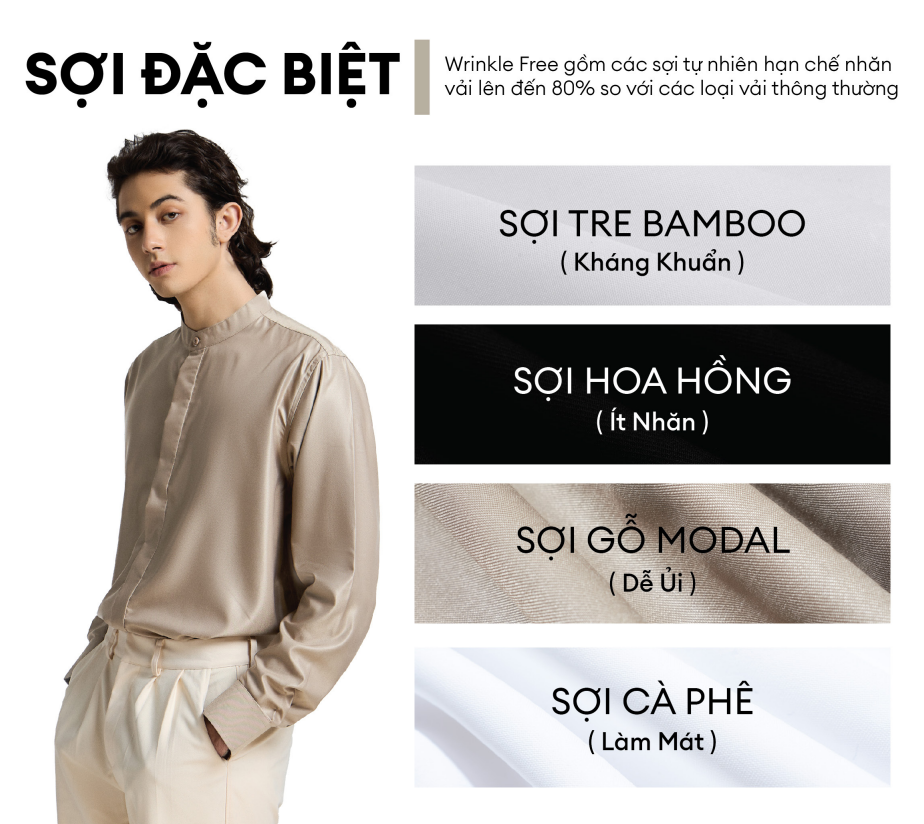 SỢI ĐẶC BIỆT
Wrinkle Free gồm các sợi tự nhiên hạn chế nhăn
vải lên đến 80% so với các loại vải thông thường
SỢI TRE BAMBOO
( Kháng Khuẩn )
SỢI HOA HỒNG
( Ít Nhăn )
SỢI GỖ MODAL
( Dễ Ủi )
SỢI CÀ PHÊ
( Làm Mát )